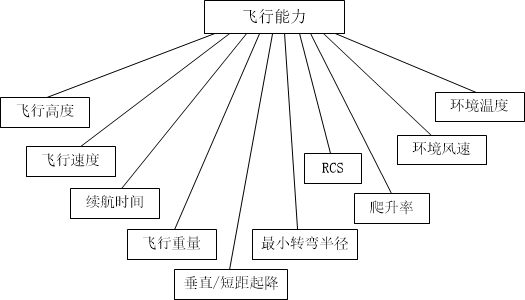 飞行能力
环境温度
飞行高度
环境风速
飞行速度
RCS
续航时间
爬升率
飞行重量
最小转弯半径
垂直/短距起降